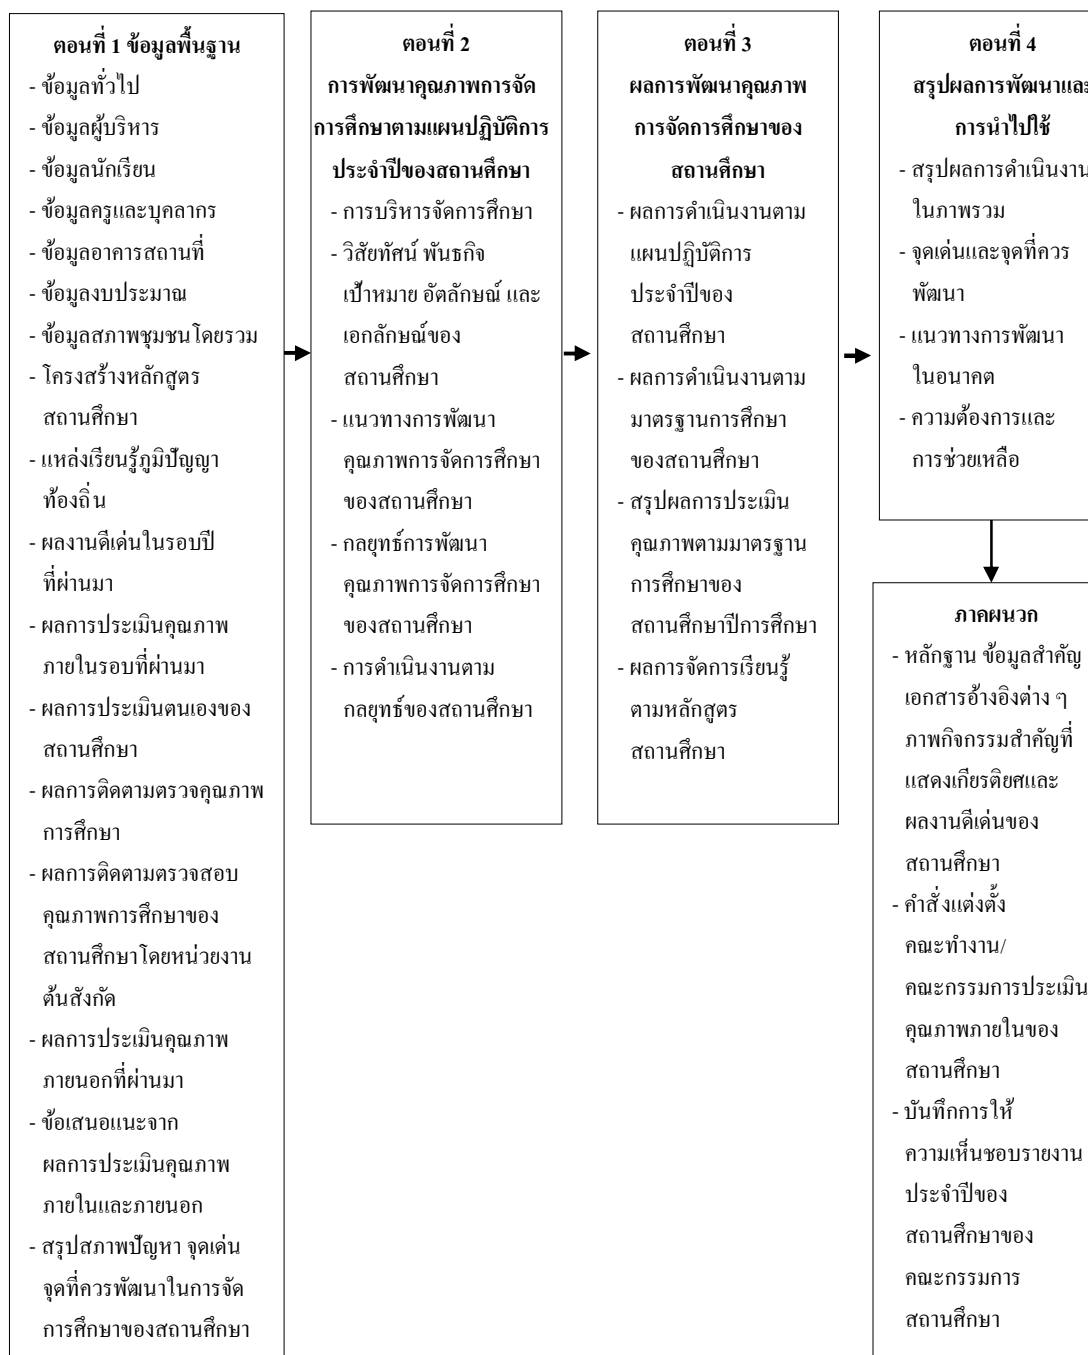 ตอนที่ 1 ข้อมูลพื้นฐาน
- ข้อมูลทั่วไป
- ข้อมูลผู้บริหาร
- ข้อมูลนักเรียน
- ข้อมูลครูและบุคลากร
- ข้อมูลอาคารสถานที่
- ข้อมูลงบประมาณ
- ข้อมูลสภาพชุมชนโดยรวม
- โครงสร้างหลักสูตร
สถานศึกษา
- แหล่งเรียนรู้ภูมิปัญญา
ท้องถิ่น
- ผลงานดีเด่นในรอบปี
ที่ผ่านมา
- ผลการประเมินคุณภาพ
ภายในรอบที่ผ่านมา
- ผลการประเมินตนเองของ
สถานศึกษา
- ผลการติดตามตรวจคุณภาพ
การศึกษา
- ผลการติดตามตรวจสอบ
คุณภาพการศึกษาของ
สถานศึกษาโดยหน่วยงาน
ต้นสังกัด
- ผลการประเมินคุณภาพ
ภายนอกที่ผ่านมา
- ข้อเสนอแนะจาก
ผลการประเมินคุณภาพ
ภายในและภายนอก
- สรุปสภาพปัญหา จุดเด่น
จุดที่ควรพัฒนาในการจัด
การศึกษาของสถานศึกษา
ตอนที่ 2
การพัฒนาคุณภาพการจัด
การศึกษาตามแผนปฏิบัติการ
ประจำปีของสถานศึกษา
- การบริหารจัดการศึกษา
- วิสัยทัศน์ พันธกิจ
เป้าหมาย อัตลักษณ์ และ
เอกลักษณ์ของ
สถานศึกษา
- แนวทางการพัฒนา
คุณภาพการจัดการศึกษา
ของสถานศึกษา
- กลยุทธ์การพัฒนา
คุณภาพการจัดการศึกษา
ของสถานศึกษา
- การดำเนินงานตาม
กลยุทธ์ของสถานศึกษา
ตอนที่ 3
ผลการพัฒนาคุณภาพ
การจัดการศึกษาของ
สถานศึกษา
- ผลการดำเนินงานตาม
แผนปฏิบัติการ
ประจำปีของ
สถานศึกษา
- ผลการดำเนินงานตาม
มาตรฐานการศึกษา
ของสถานศึกษา
- สรุปผลการประเมิน
คุณภาพตามมาตรฐาน
การศึกษาของ
สถานศึกษาปีการศึกษา
- ผลการจัดการเรียนรู้
ตามหลักสูตร
สถานศึกษา
ตอนที่ 4
สรุปผลการพัฒนาและ
การนำไปใช้
- สรุปผลการดำเนินงาน
ในภาพรวม
- จุดเด่นและจุดที่ควร
พัฒนา
- แนวทางการพัฒนา
ในอนาคต
- ความต้องการและ
การช่วยเหลือ
ภาคผนวก
- หลักฐาน ข้อมูลสำคัญ
เอกสารอ้างอิงต่าง ๆ
ภาพกิจกรรมสำคัญที่
แสดงเกียรติยศและ
ผลงานดีเด่นของ
สถานศึกษา
- คำสั่งแต่งตั้ง
คณะทำงาน/
คณะกรรมการประเมิน
คุณภาพภายในของ
สถานศึกษา
- บันทึกการให้
ความเห็นชอบรายงาน
ประจำปีของ
สถานศึกษาของ
คณะกรรมการ
สถานศึกษา